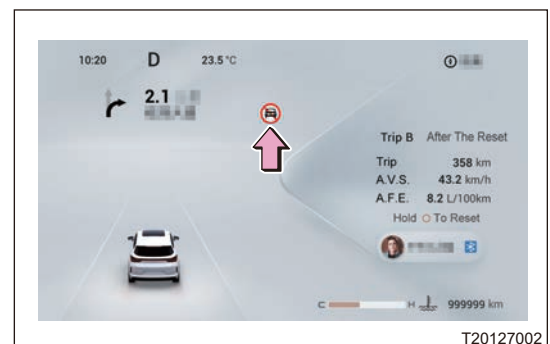 10:20 D 23.5 °C
2.1
Trip B After The Reset
Trip 358 km
A.V.S. 43.2 km/h
A.F.E. 8.2 L/100km
Hold To Reset
C H 999999 km
T20127002